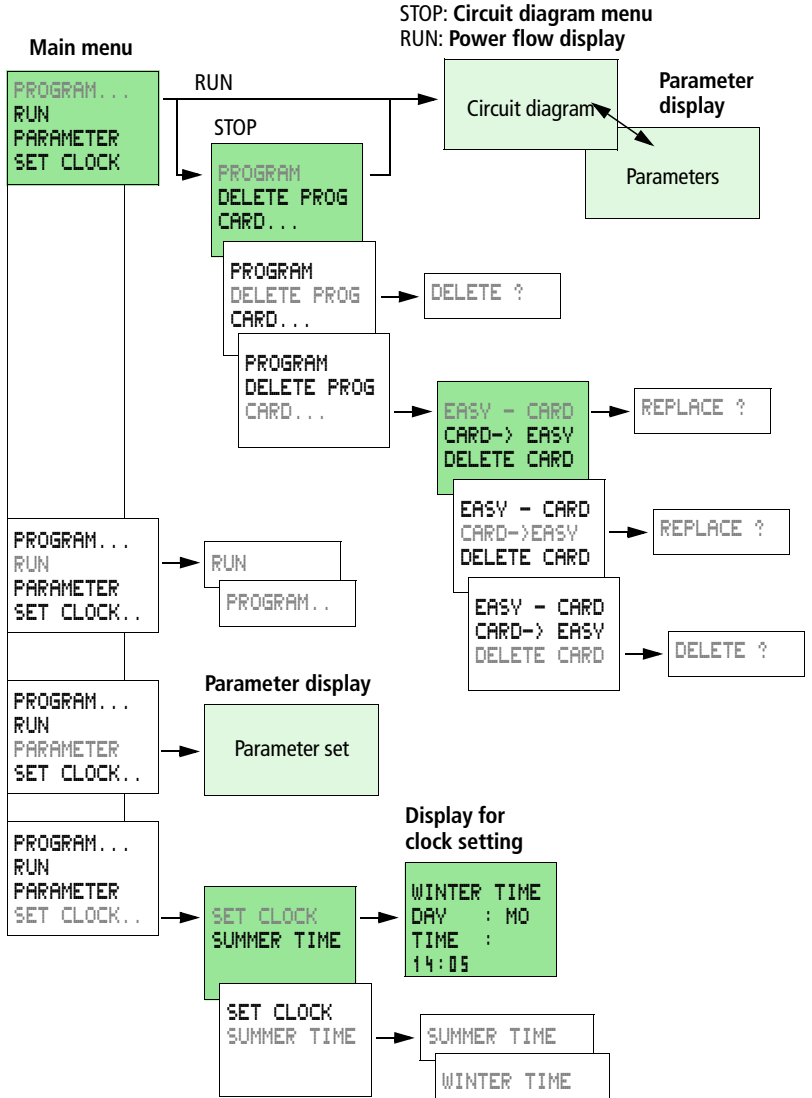 STOP: Circuit diagram menu
RUN: Power flow display
Main menu
PROGRAM...
RUN
PARAMETER
SET CLOCK
RUN
STOP
Circuit diagram
Parameter
display
Parameters
PROGRAM
DELETE PROG
CARD...
PROGRAM
DELETE PROG
CARD...
DELETE ?
PROGRAM
DELETE PROG
CARD...
EASY - CARD
CARD-> EASY
DELETE CARD
REPLACE ?
EASY - CARD
CARD->EASY
DELETE CARD
REPLACE ?
EASY - CARD
CARD-> EASY
DELETE CARD
DELETE ?
PROGRAM...
RUN
PARAMETER
SET CLOCK..
RUN
PROGRAM..
PROGRAM...
RUN
PARAMETER
SET CLOCK..
Parameter display
Parameter set
PROGRAM...
RUN
PARAMETER
SET CLOCK..
SET CLOCK
SUMMER TIME
Display for
clock setting
WINTER TIME
DAY : MO
TIME :
14:05
SET CLOCK
SUMMER TIME
SUMMER TIME
WINTER TIME